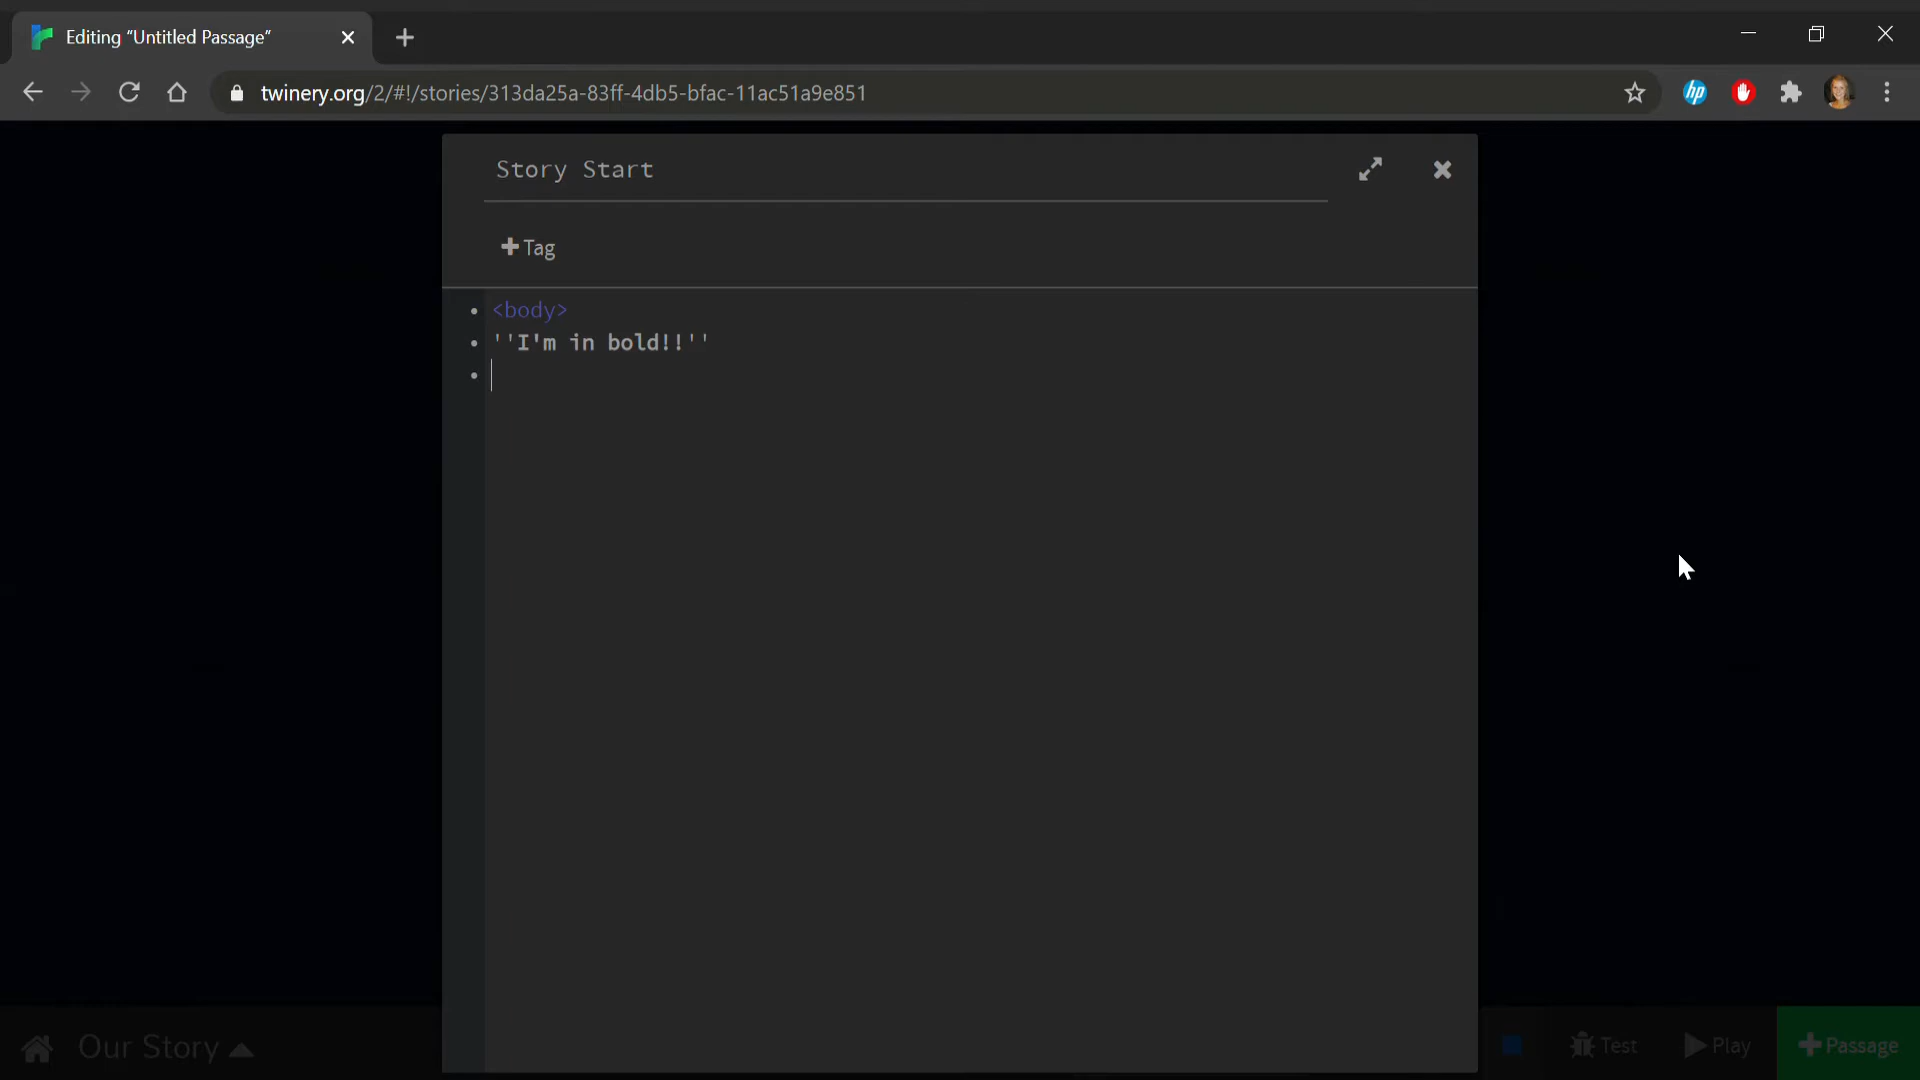 Editing “Untitled Passage”
twinery.org/2/#!/stories/313da25a-83ff-4db5-bfac-11ac51a9e851
hp
Story Start
Tag
<body>
''I'm in bold!!''
Our Story
Test
Play
Passage